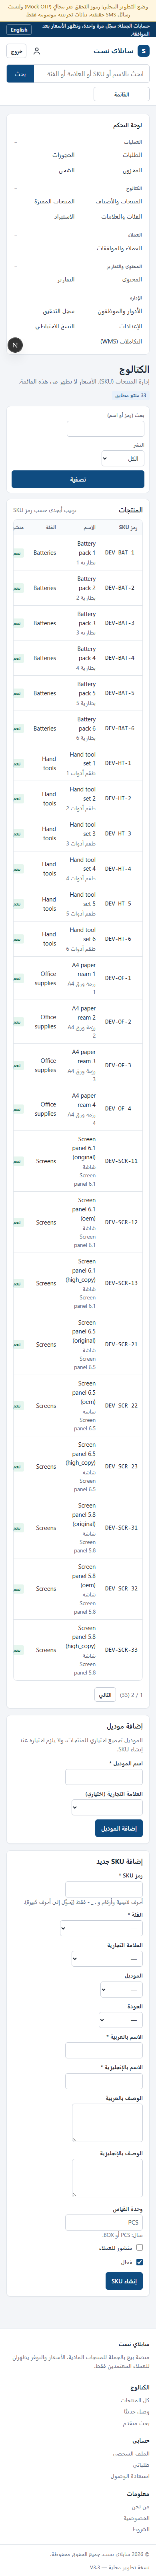 وضع التطوير المحلي: رموز التحقق عبر محاكٍ (Mock OTP) وليست رسائل SMS حقيقية. بيانات تجريبية موسومة فقط.
حسابات العملة: سجل مرة واحدة، وتظهر الأسعار بعد الموافقة.
English
سابلاي نست
خروج
ابحث بالاسم أو SKU أو العلامة أو الفئة
بحث
القائمة
لوحة التحكم
العمليات
الطلبات
الحجوزات
المخزون
الشحن
الكتالوج
المنتجات والأصناف
المنتجات المميزة
الفئات والعلامات
الاستيراد
العملاء
العملاء والموافقات
المحتوى والتقارير
المحتوى
التقارير
الإدارة
الأدوار والموظفون
سجل التدقيق
الإعدادات
النسخ الاحتياطي
التكاملات (WMS)
الكتالوج
إدارة المنتجات (SKU). الأسعار لا تظهر في هذه القائمة.
33 منتج مطابق
بحث (رمز أو اسم)
النشر
الكل
تصفية
المنتجات
ترتيب أبجدي حسب رمز SKU
رمز SKU
الاسم
الفئة
منشور
DEV-BAT-1
Battery pack 1
بطارية 1
Batteries
نعم
DEV-BAT-2
Battery pack 2
بطارية 2
Batteries
نعم
DEV-BAT-3
Battery pack 3
بطارية 3
Batteries
نعم
DEV-BAT-4
Battery pack 4
بطارية 4
Batteries
نعم
DEV-BAT-5
Battery pack 5
بطارية 5
Batteries
نعم
DEV-BAT-6
Battery pack 6
بطارية 6
Batteries
نعم
DEV-HT-1
Hand tool set 1
طقم أدوات 1
Hand tools
نعم
DEV-HT-2
Hand tool set 2
طقم أدوات 2
Hand tools
نعم
DEV-HT-3
Hand tool set 3
طقم أدوات 3
Hand tools
نعم
DEV-HT-4
Hand tool set 4
طقم أدوات 4
Hand tools
نعم
DEV-HT-5
Hand tool set 5
طقم أدوات 5
Hand tools
نعم
DEV-HT-6
Hand tool set 6
طقم أدوات 6
Hand tools
نعم
DEV-OF-1
A4 paper ream 1
رزمة ورق A4 1
Office supplies
نعم
DEV-OF-2
A4 paper ream 2
رزمة ورق A4 2
Office supplies
نعم
DEV-OF-3
A4 paper ream 3
رزمة ورق A4 3
Office supplies
نعم
DEV-OF-4
A4 paper ream 4
رزمة ورق A4 4
Office supplies
نعم
DEV-SCR-11
Screen panel 6.1 (original)
شاشة Screen panel 6.1
Screens
نعم
DEV-SCR-12
Screen panel 6.1 (oem)
شاشة Screen panel 6.1
Screens
نعم
DEV-SCR-13
Screen panel 6.1 (high_copy)
شاشة Screen panel 6.1
Screens
نعم
DEV-SCR-21
Screen panel 6.5 (original)
شاشة Screen panel 6.5
Screens
نعم
DEV-SCR-22
Screen panel 6.5 (oem)
شاشة Screen panel 6.5
Screens
نعم
DEV-SCR-23
Screen panel 6.5 (high_copy)
شاشة Screen panel 6.5
Screens
نعم
DEV-SCR-31
Screen panel 5.8 (original)
شاشة Screen panel 5.8
Screens
نعم
DEV-SCR-32
Screen panel 5.8 (oem)
شاشة Screen panel 5.8
Screens
نعم
DEV-SCR-33
Screen panel 5.8 (high_copy)
شاشة Screen panel 5.8
Screens
نعم
1 / 2 (33)
التالي
إضافة موديل
الموديل تجميع اختياري للمنتجات، ولا يلزم اختياره عند إنشاء SKU.
اسم الموديل *
العلامة التجارية (اختياري)
—
إضافة الموديل
إضافة SKU جديد
رمز SKU *
أحرف لاتينية وأرقام و . _ - فقط (يُحوَّل إلى أحرف كبيرة).
الفئة *
—
العلامة التجارية
—
الموديل
—
الجودة
—
الاسم بالعربية *
الاسم بالإنجليزية *
الوصف بالعربية
الوصف بالإنجليزية
وحدة القياس
PCS
مثال: PCS أو BOX.
منشور للعملاء
فعال
إنشاء SKU
سابلاي نست
منصة بيع بالجملة للمنتجات المادية. الأسعار والتوفر يظهران للعملاء المعتمدين فقط.
الكتالوج
كل المنتجات
وصل حديثًا
بحث متقدم
حسابي
الملف الشخصي
طلباتي
استعادة الوصول
معلومات
من نحن
الخصوصية
الشروط
© 2026 سابلاي نست. جميع الحقوق محفوظة.
نسخة تطوير محلية — V3.3